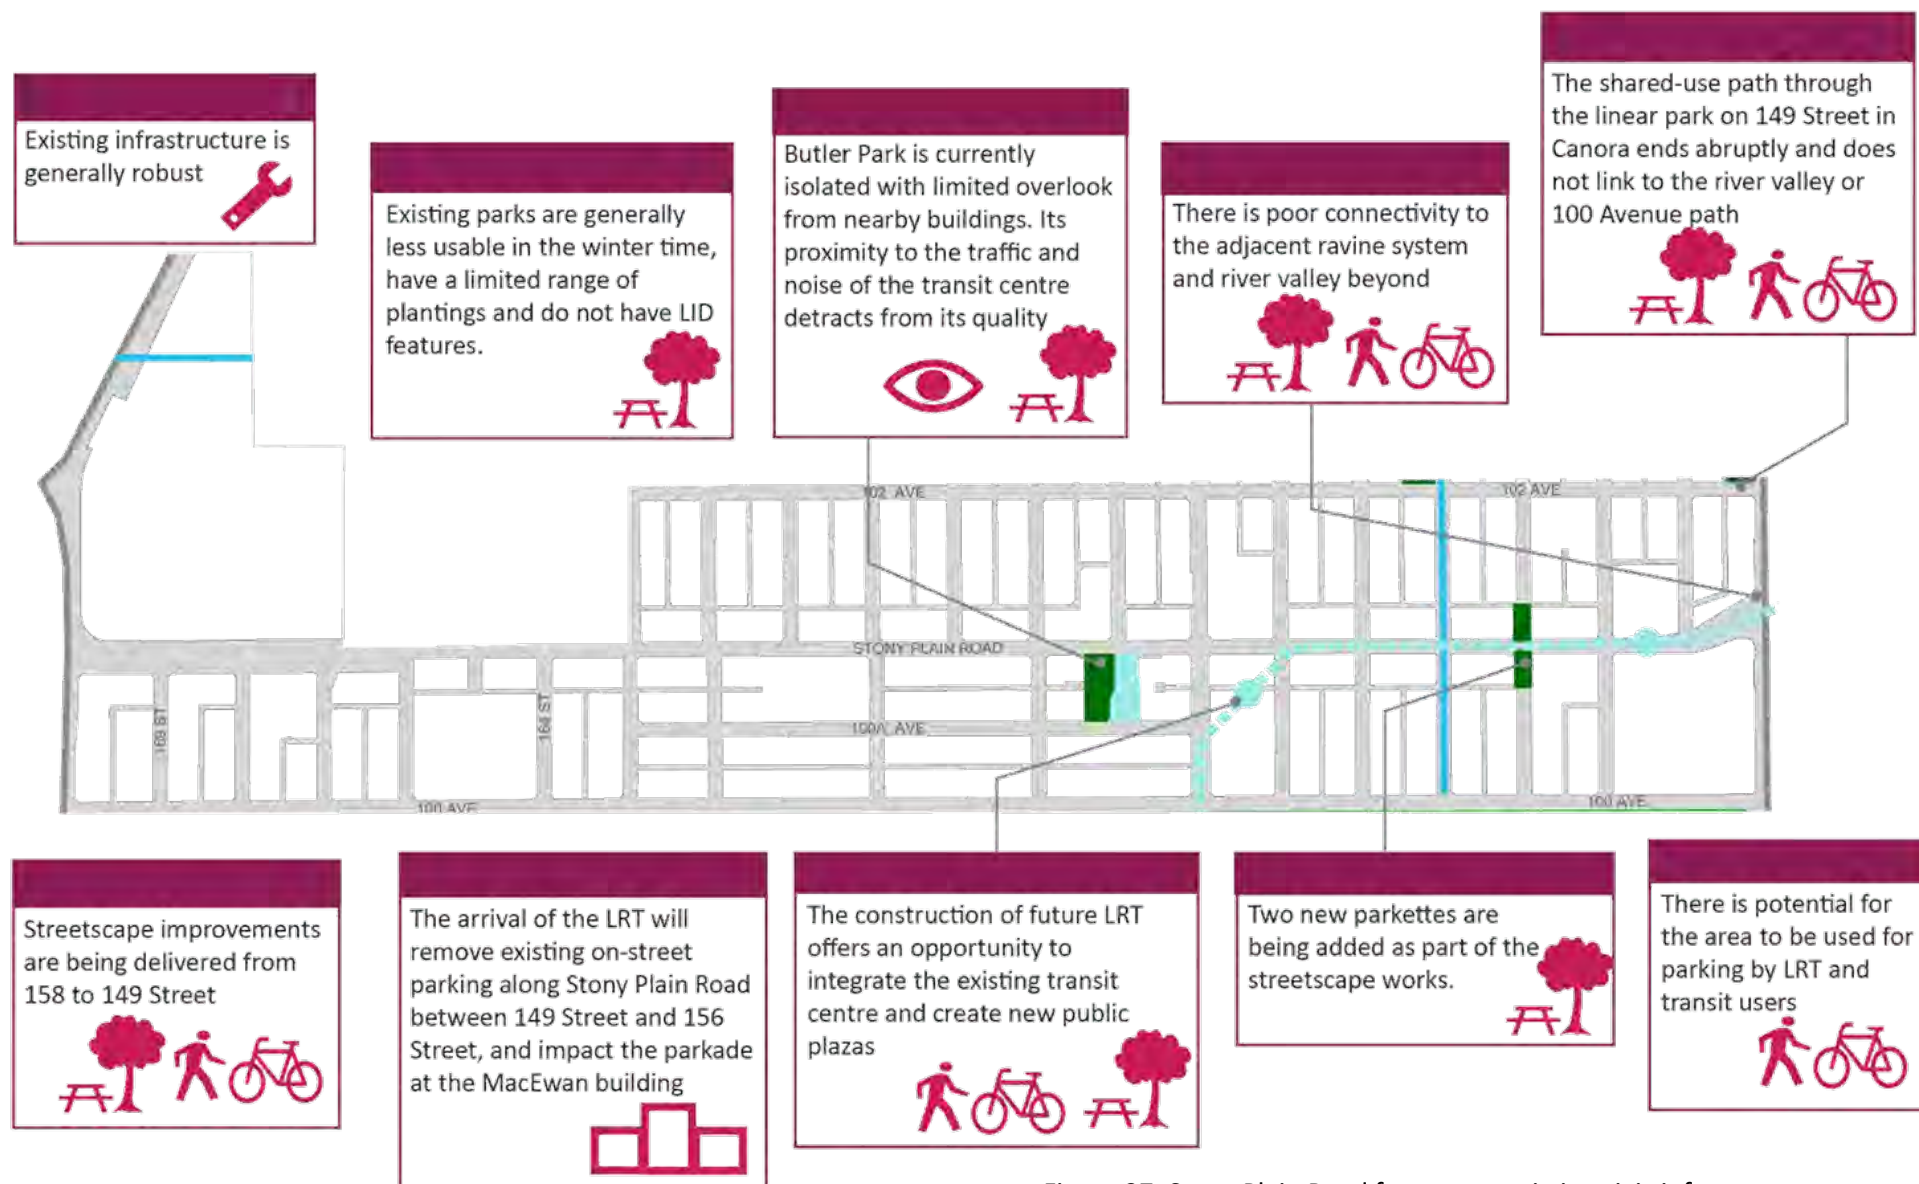 Existing infrastructure is
generally robust
Existing parks are generally
less usable in the winter time,
have a limited range of
plantings and do not have LID
features.
Butler Park is currently
isolated with limited overlook
from nearby buildings. Its
proximity to the traffic and
noise of the transit centre
detracts from its quality
There is poor connectivity to
the adjacent ravine system
and river valley beyond
The shared-use path through
the linear park on 149 Street in
Canora ends abruptly and does
not link to the river valley or
100 Avenue path
102 AVE
102 AVE
STONY PLAIN ROAD
169 ST
164 ST
100A AVE
100 AVE
100 AVE
Streetscape improvements
are being delivered from
158 to 149 Street
The arrival of the LRT will
remove existing on-street
parking along Stony Plain Road
between 149 Street and 156
Street, and impact the parkade
at the MacEwan building
The construction of future LRT
offers an opportunity to
integrate the existing transit
centre and create new public
plazas
Two new parkettes are
being added as part of the
streetscape works.
There is potential for
the area to be used for
parking by LRT and
transit users